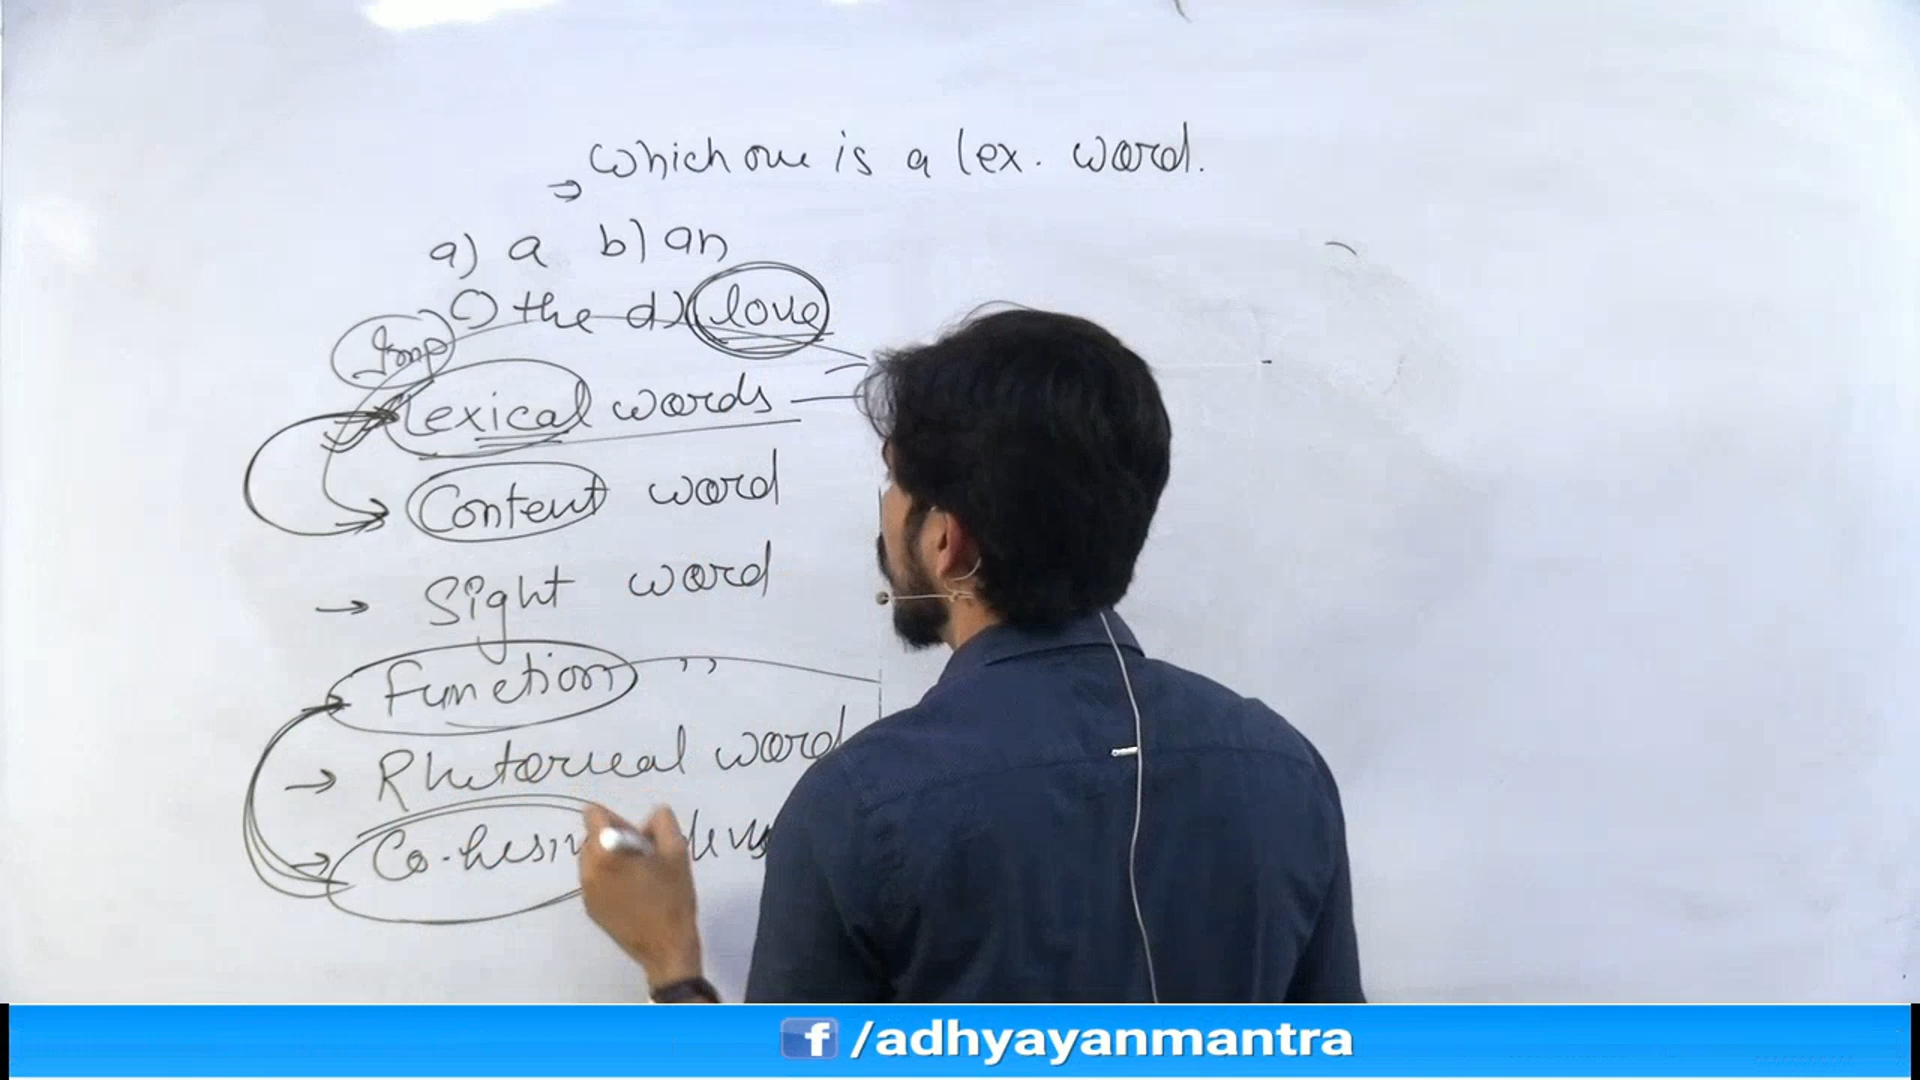 Which one is a lex. word.
a) a b) an
c) the d) love
Imp
Lexical words
Content word
→ Sight word
Function ,,
→ Rhetorical word
Co-hesiv
f /adhyayanmantra